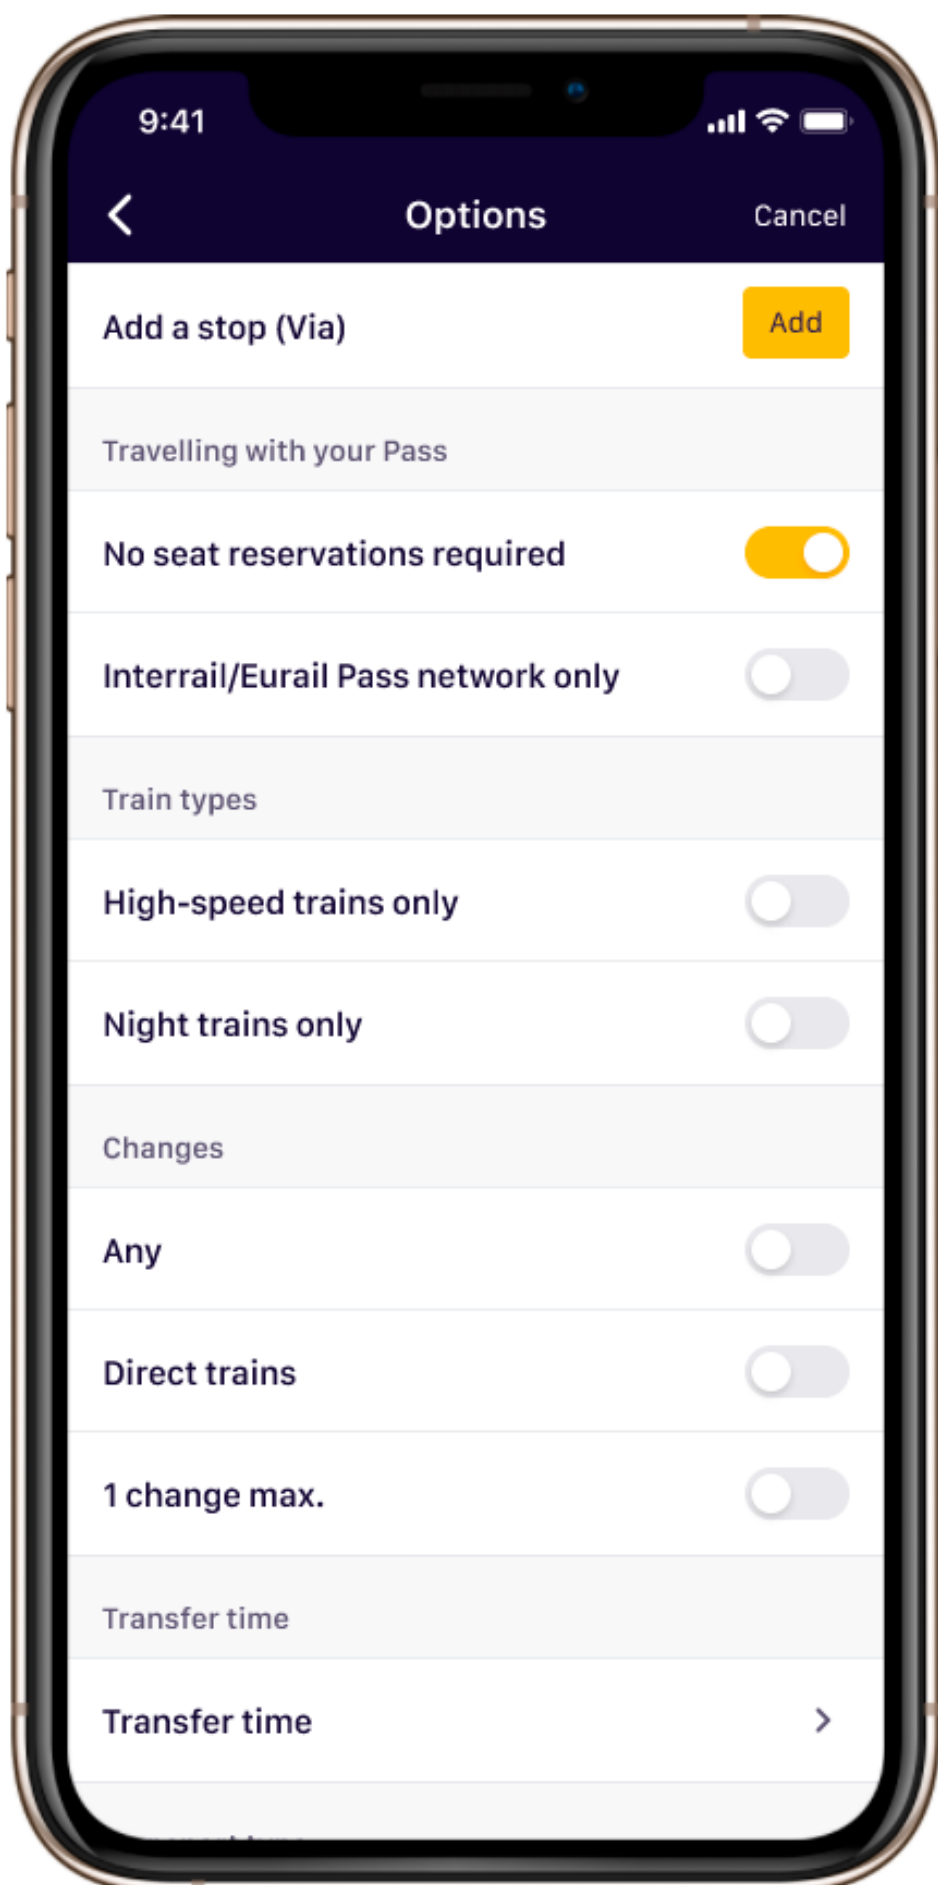 9:41
Options
Cancel
Add a stop (Via)
Add
Travelling with your Pass
No seat reservations required
Interrail/Eurail Pass network only
Train types
High-speed trains only
Night trains only
Changes
Any
Direct trains
1 change max.
Transfer time
Transfer time